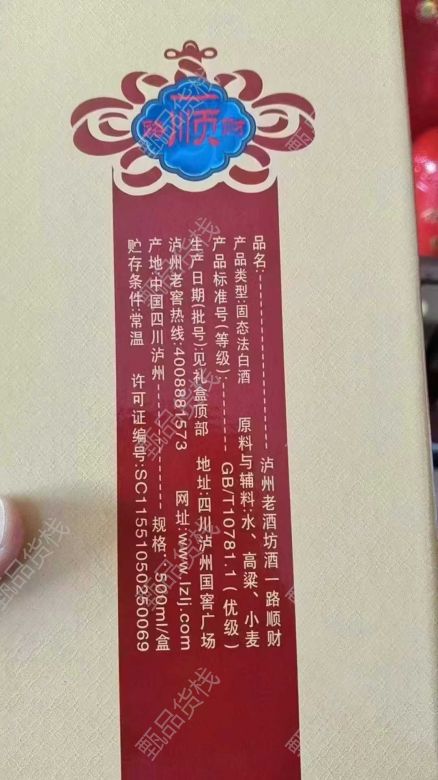 一路顺财
品名:------------------泸州老酒坊酒一路顺财
产品类型:固态法白酒 原料与辅料:水、高粱、小麦
产品标准号(等级):------------GB/T10781.1(优级)
生产日期(批号):见礼盒顶部 地址:四川泸州国窖广场
泸州老窖热线:4008881573 网址:www.lzlj.com
产地:中国四川泸州---------------规格:500ml/盒
贮存条件:常温 许可证编号:SC11551050250069
甄品货栈